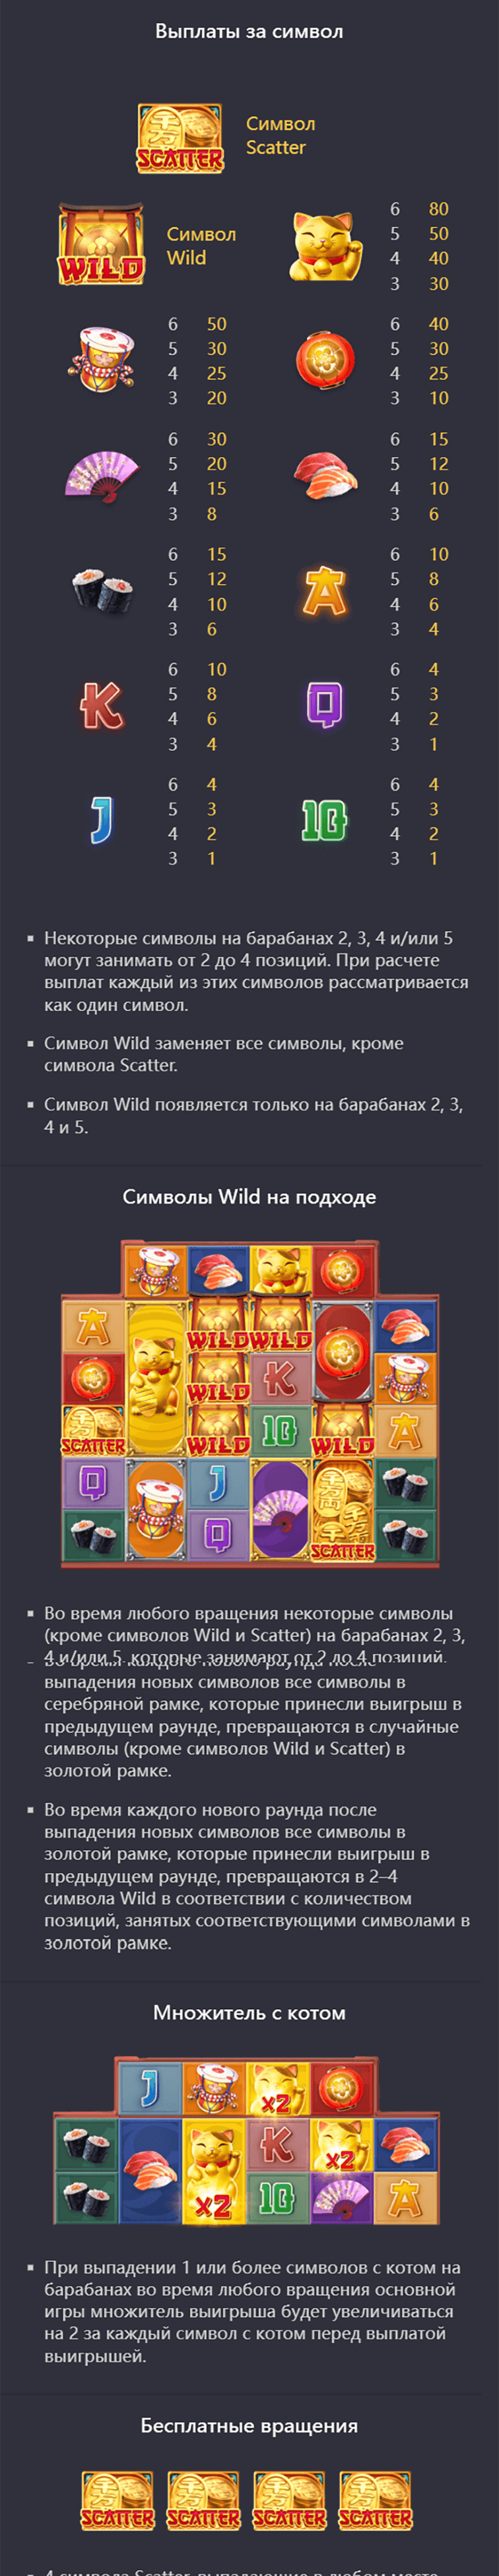 Выплаты за символ
SCATTER
Символ
Scatter
WILD
Символ
Wild
6 80
5 50
4 40
3 30
6 50
5 30
4 25
3 20
6 40
5 30
4 25
3 10
6 30
5 20
4 15
3 8
6 15
5 12
4 10
3 6
6 15
5 12
4 10
3 6
A
6 10
5 8
4 6
3 4
K
6 10
5 8
4 6
3 4
Q
6 4
5 3
4 2
3 1
J
6 4
5 3
4 2
3 1
10
6 4
5 3
4 2
3 1
Некоторые символы на барабанах 2, 3, 4 и/или 5
могут занимать от 2 до 4 позиций. При расчете
выплат каждый из этих символов рассматривается
как один символ.
Символ Wild заменяет все символы, кроме
символа Scatter.
Символ Wild появляется только на барабанах 2, 3,
4 и 5.
Символы Wild на подходе
A WILD WILD
WILD K
SCATTER WILD 10 WILD A
Q J
Q SCATTER
Во время любого вращения некоторые символы
(кроме символов Wild и Scatter) на барабанах 2, 3,
4 и/или 5, которые занимают от 2 до 4 позиций,
выпадения новых символов все символы в
серебряной рамке, которые принесли выигрыш в
предыдущем раунде, превращаются в случайные
символы (кроме символов Wild и Scatter) в
золотой рамке.
Во время каждого нового раунда после
выпадения новых символов все символы в
золотой рамке, которые принесли выигрыш в
предыдущем раунде, превращаются в 2–4
символа Wild в соответствии с количеством
позиций, занятых соответствующими символами в
золотой рамке.
Множитель с котом
J x2
K x2
x2 10 A
При выпадении 1 или более символов с котом на
барабанах во время любого вращения основной
игры множитель выигрыша будет увеличиваться
на 2 за каждый символ с котом перед выплатой
выигрышей.
Бесплатные вращения
SCATTER SCATTER SCATTER SCATTER